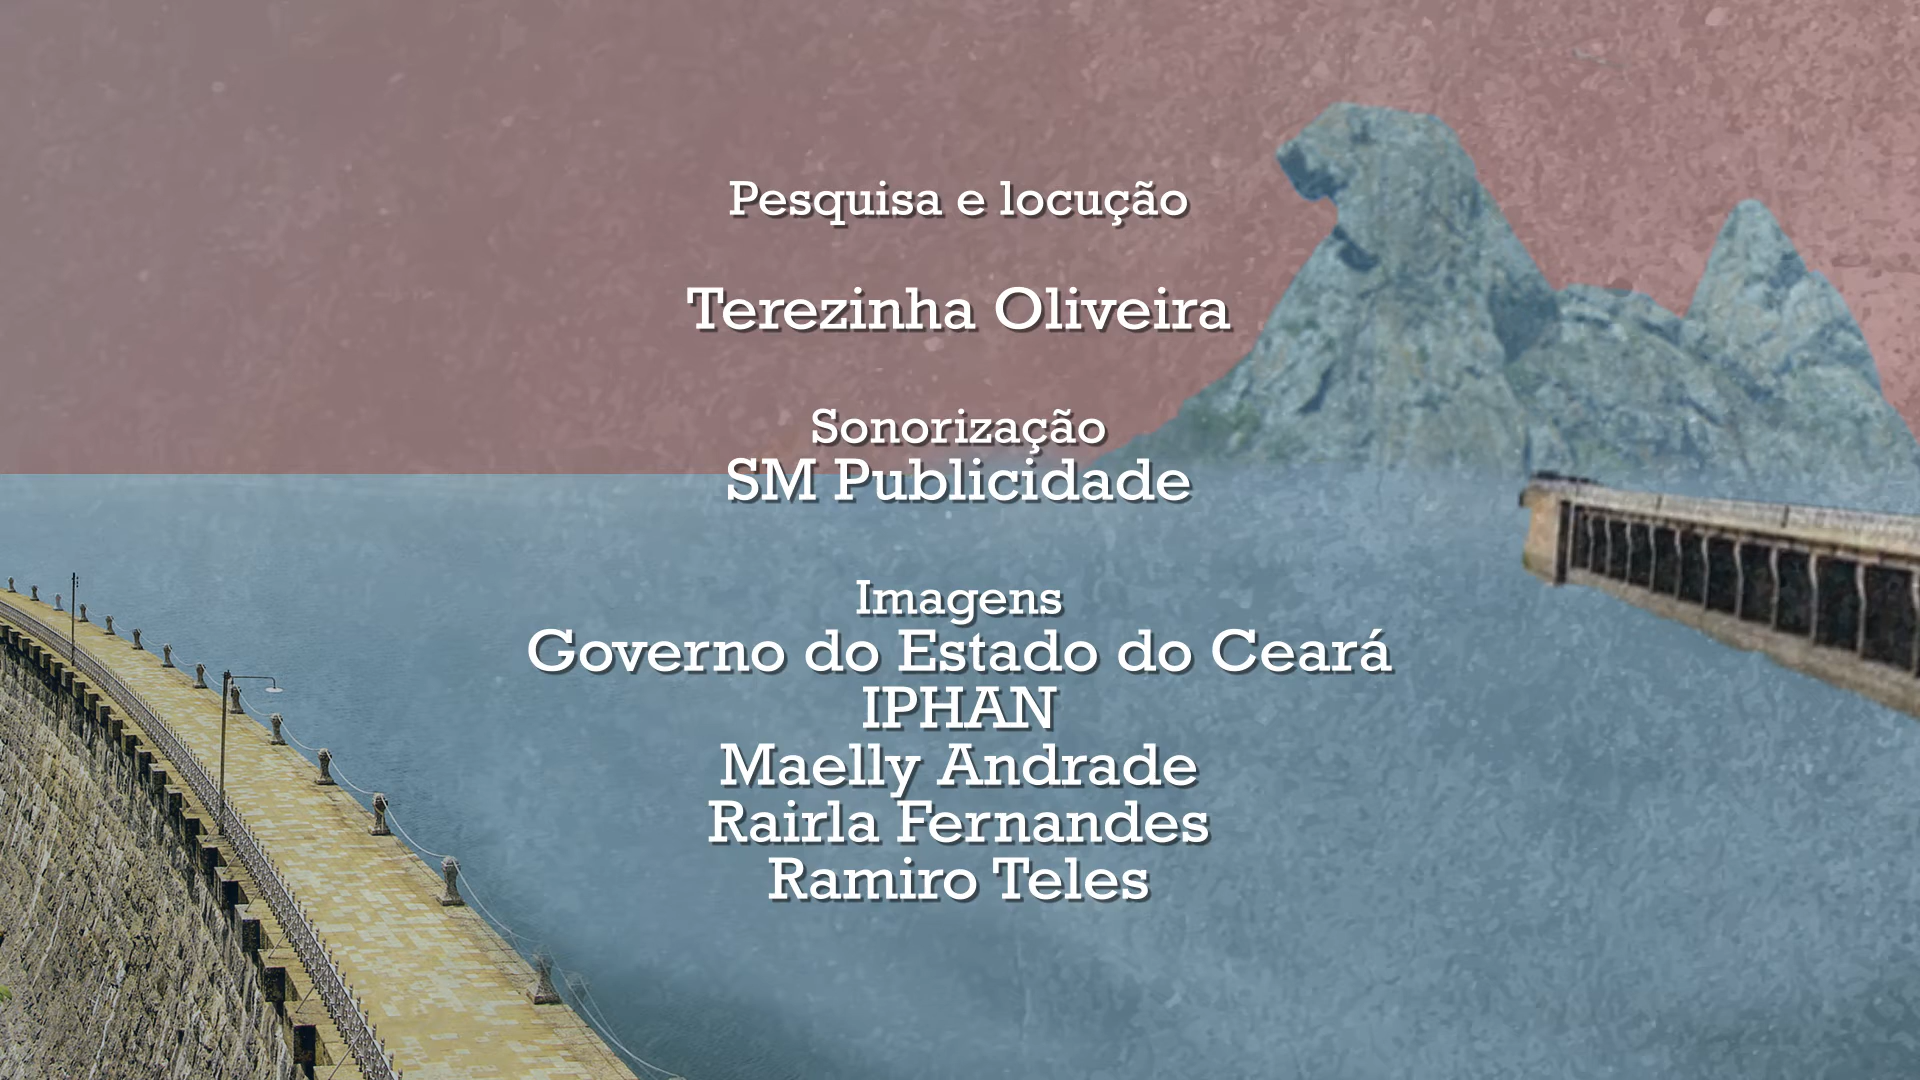 Pesquisa e locução
Terezinha Oliveira
Sonorização
SM Publicidade
Imagens
Governo do Estado do Ceará
IPHAN
Maelly Andrade
Rairla Fernandes
Ramiro Teles